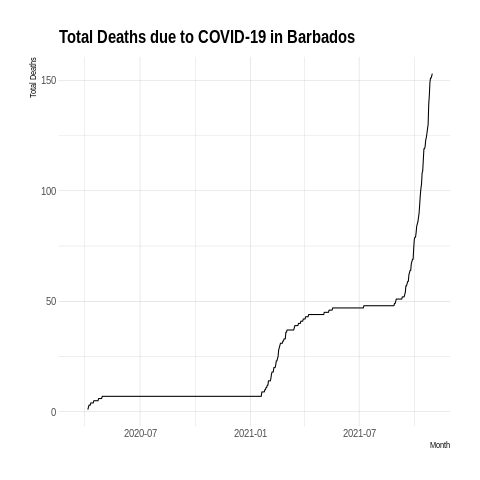 Total Deaths due to COVID-19 in Barbados
Total Deaths
150
100
50
0
2020-07
2021-01
2021-07
Month